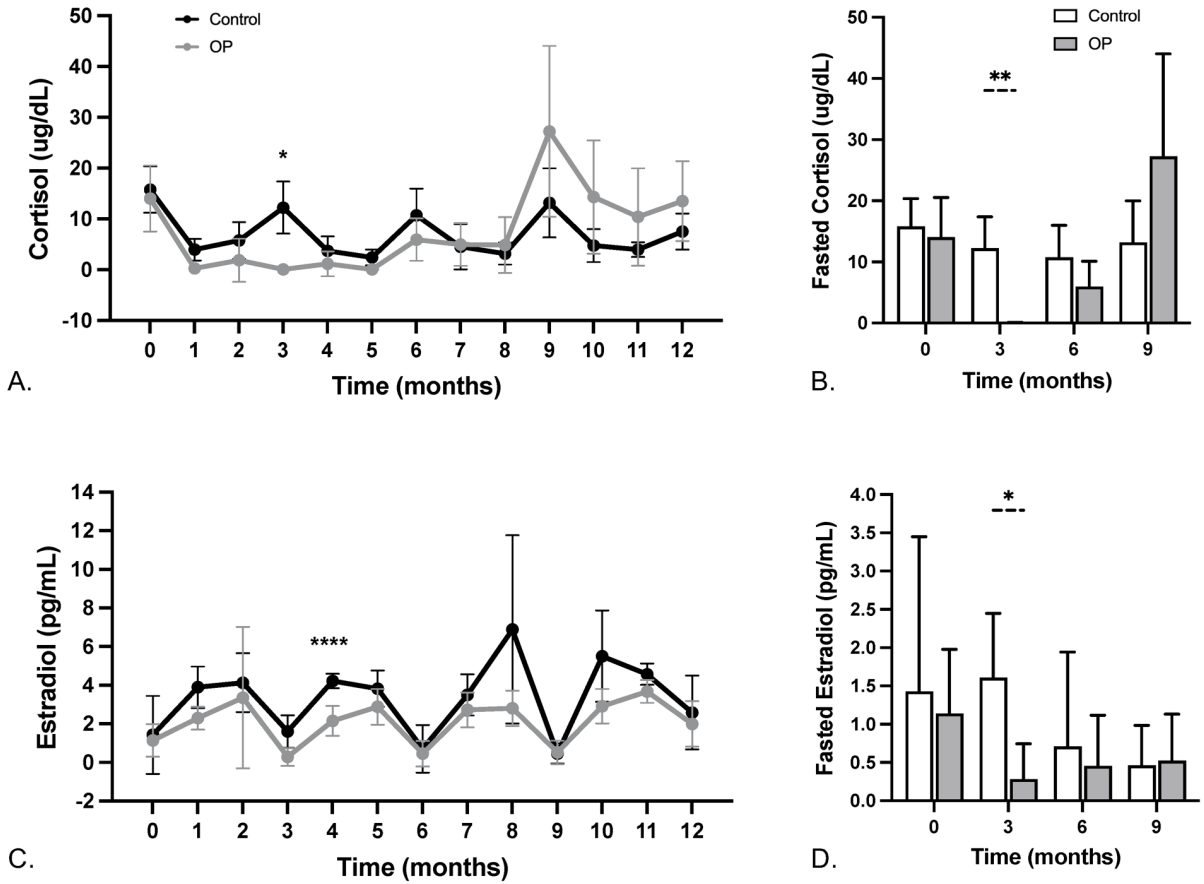 Control
OP
Cortisol (ug/dL)
50
40
30
20
10
0
-10
*
0 1 2 3 4 5 6 7 8 9 10 11 12
Time (months)
A.
Control
OP
Fasted Cortisol (ug/dL)
50
40
30
20
10
0
**
0 3 6 9
Time (months)
B.
Estradiol (pg/mL)
14
12
10
8
6
4
2
0
-2
****
0 1 2 3 4 5 6 7 8 9 10 11 12
Time (months)
C.
Fasted Estradiol (pg/mL)
4.0
3.5
3.0
2.5
2.0
1.5
1.0
0.5
0.0
*
0 3 6 9
Time (months)
D.